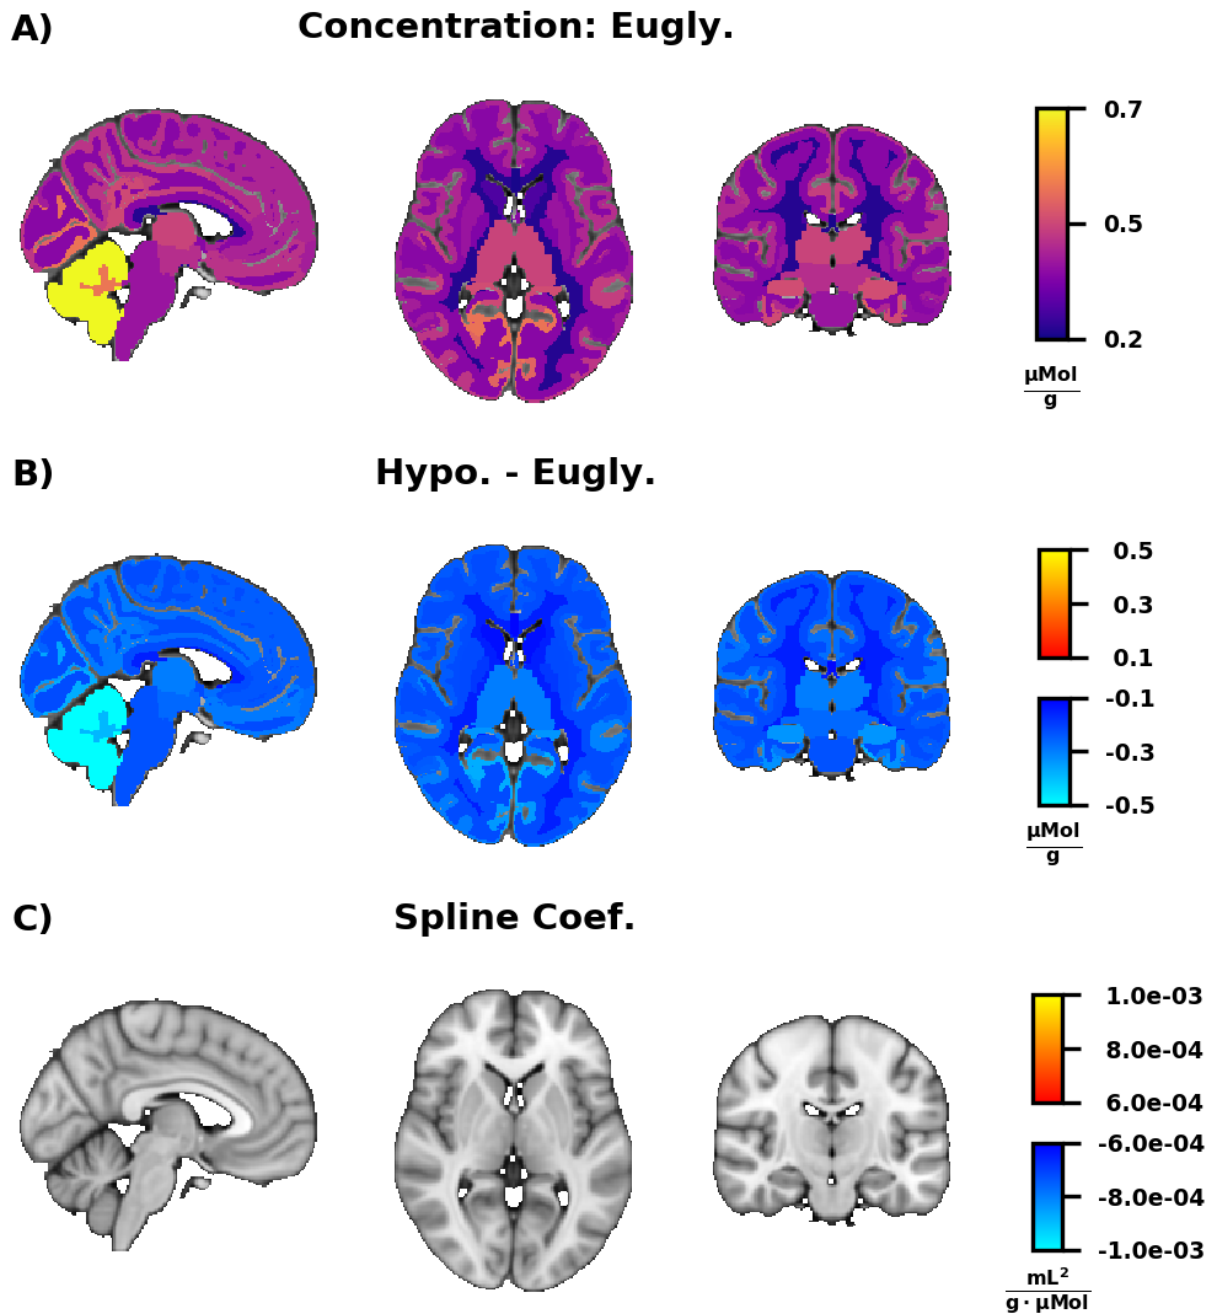 A) Concentration: Eugly.
0.7
0.5
0.2
μMol
g
B) Hypo. - Eugly.
0.5
0.3
0.1
-0.1
-0.3
-0.5
μMol
g
C) Spline Coef.
1.0e-03
8.0e-04
6.0e-04
-6.0e-04
-8.0e-04
-1.0e-03
mL²
g · μMol